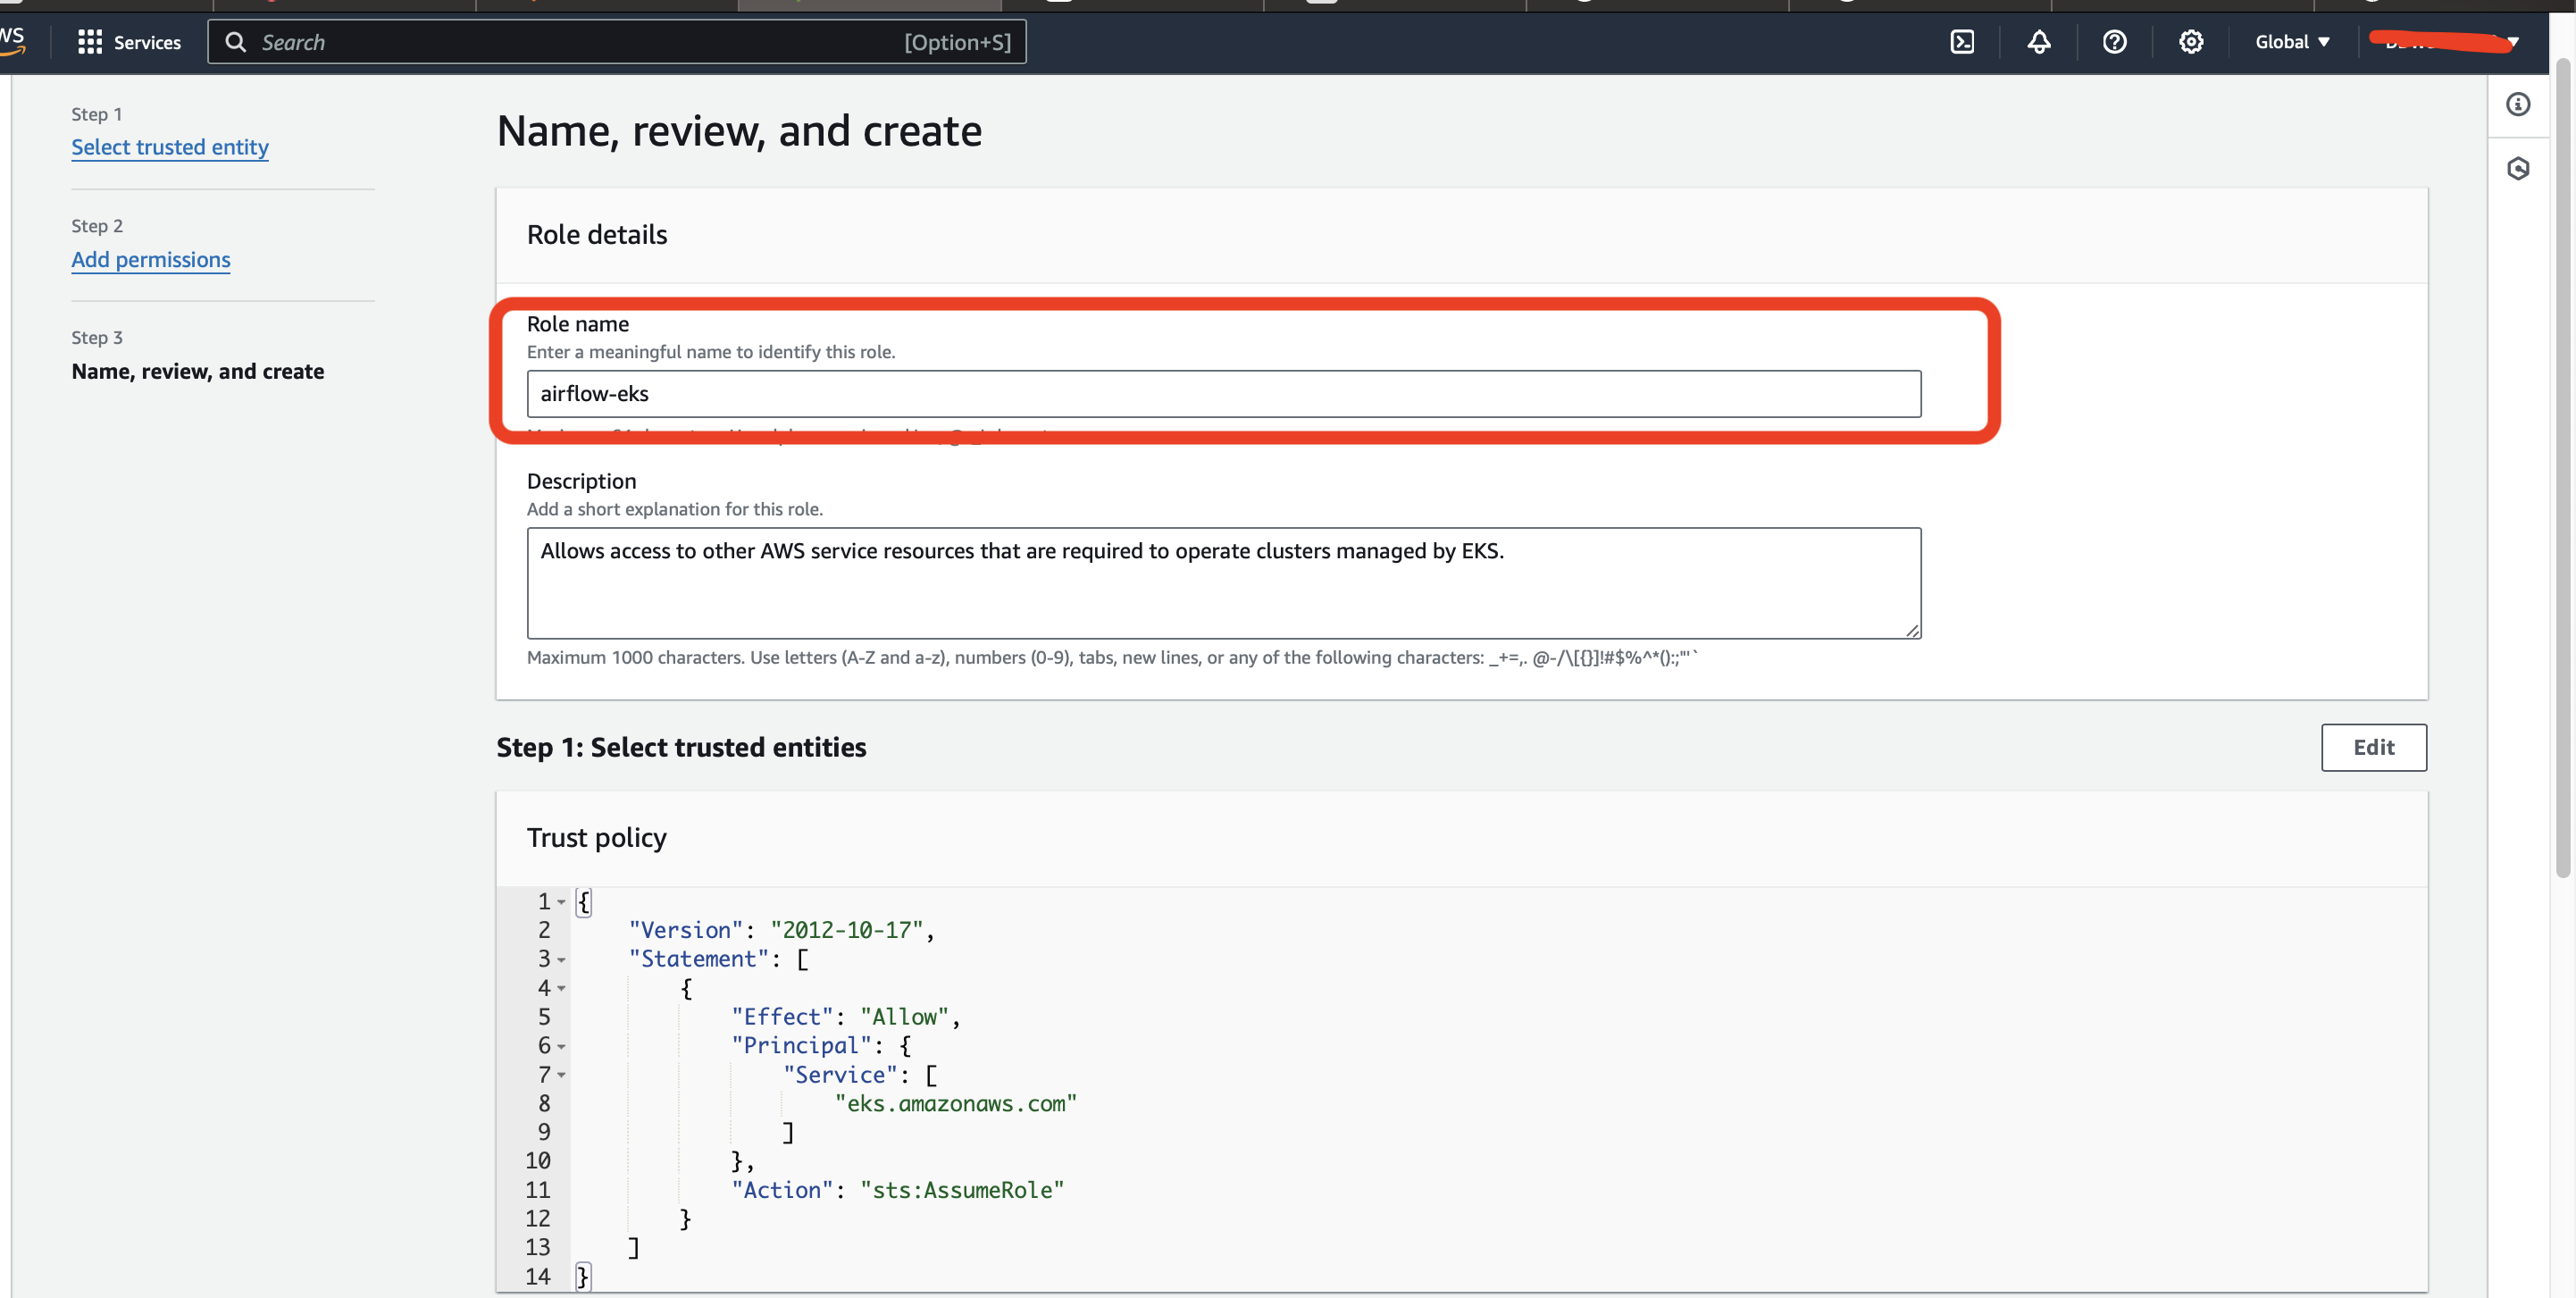 Services
Search
[Option+S]
Global
Step 1
Select trusted entity
Step 2
Add permissions
Step 3
Name, review, and create
Name, review, and create
Role details
Role name
Enter a meaningful name to identify this role.
airflow-eks
Description
Add a short explanation for this role.
Allows access to other AWS service resources that are required to operate clusters managed by EKS.
Maximum 1000 characters. Use letters (A-Z and a-z), numbers (0-9), tabs, new lines, or any of the following characters: _+=,. @-/\[{}]!#$%^*();:"'`
Step 1: Select trusted entities
Edit
Trust policy
1 {
2 "Version": "2012-10-17",
3 "Statement": [
4 {
5 "Effect": "Allow",
6 "Principal": {
7 "Service": [
8 "eks.amazonaws.com"
9 ]
10 },
11 "Action": "sts:AssumeRole"
12 }
13 ]
14 }